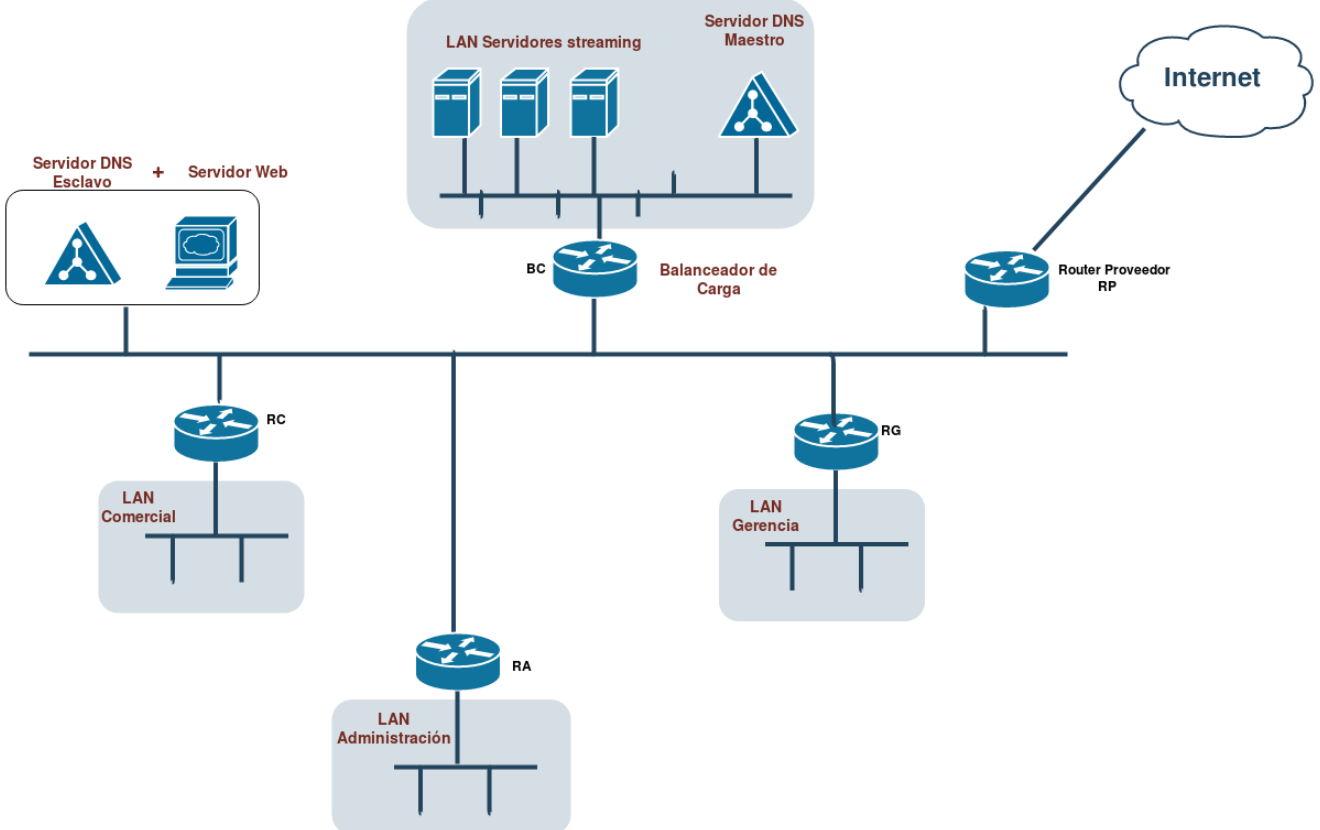 LAN Servidores streaming
Servidor DNS
Maestro
Internet
Servidor DNS
Esclavo
+
Servidor Web
BC
Balanceador de
Carga
Router Proveedor
RP
RC
RG
LAN
Comercial
LAN
Gerencia
RA
LAN
Administración